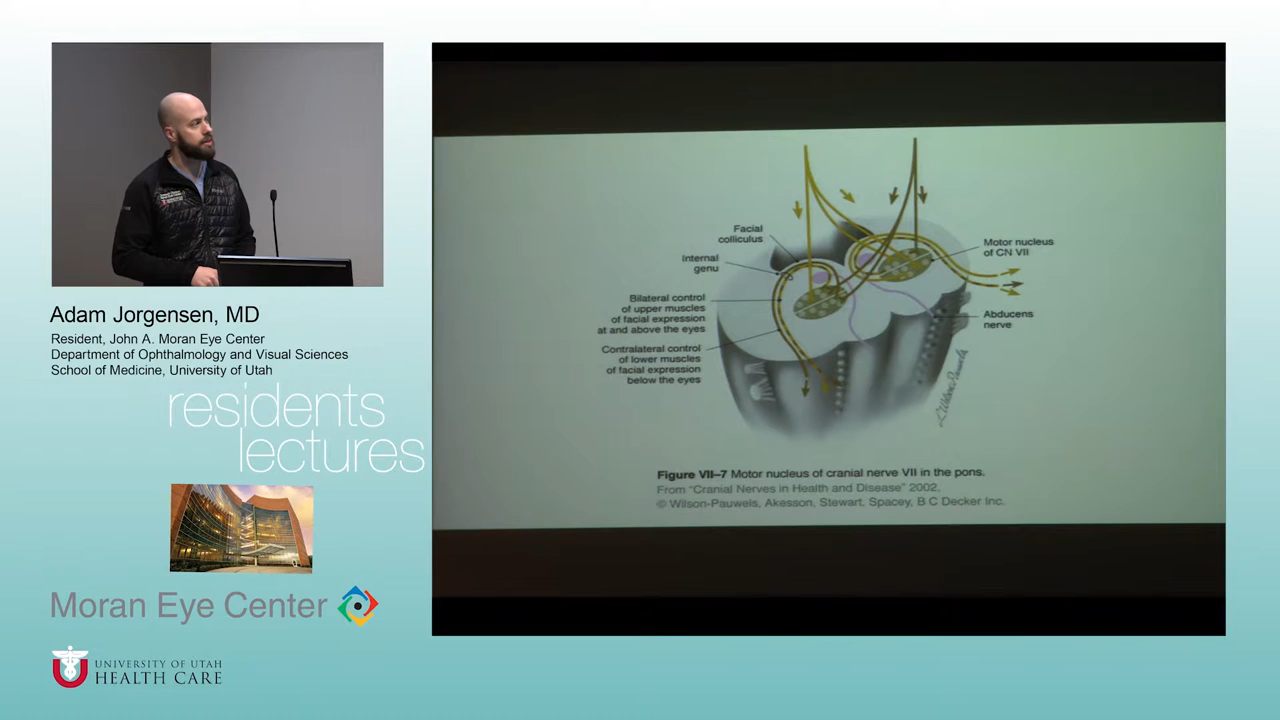 Adam Jorgensen, MD
Resident, John A. Moran Eye Center
Department of Ophthalmology and Visual Sciences
School of Medicine, University of Utah
residents
lectures
Moran Eye Center
UNIVERSITY OF UTAH
HEALTH CARE
Facial
colliculus
Internal
genu
Bilateral control
of upper muscles
of facial expression
at and above the eyes
Contralateral control
of lower muscles
of facial expression
below the eyes
Motor nucleus
of CN VII
Abducens
nerve
L. Wilson-Pauwels
Figure VII–7 Motor nucleus of cranial nerve VII in the pons.
From "Cranial Nerves in Health and Disease" 2002,
© Wilson-Pauwels, Akesson, Stewart, Spacey, B C Decker Inc.